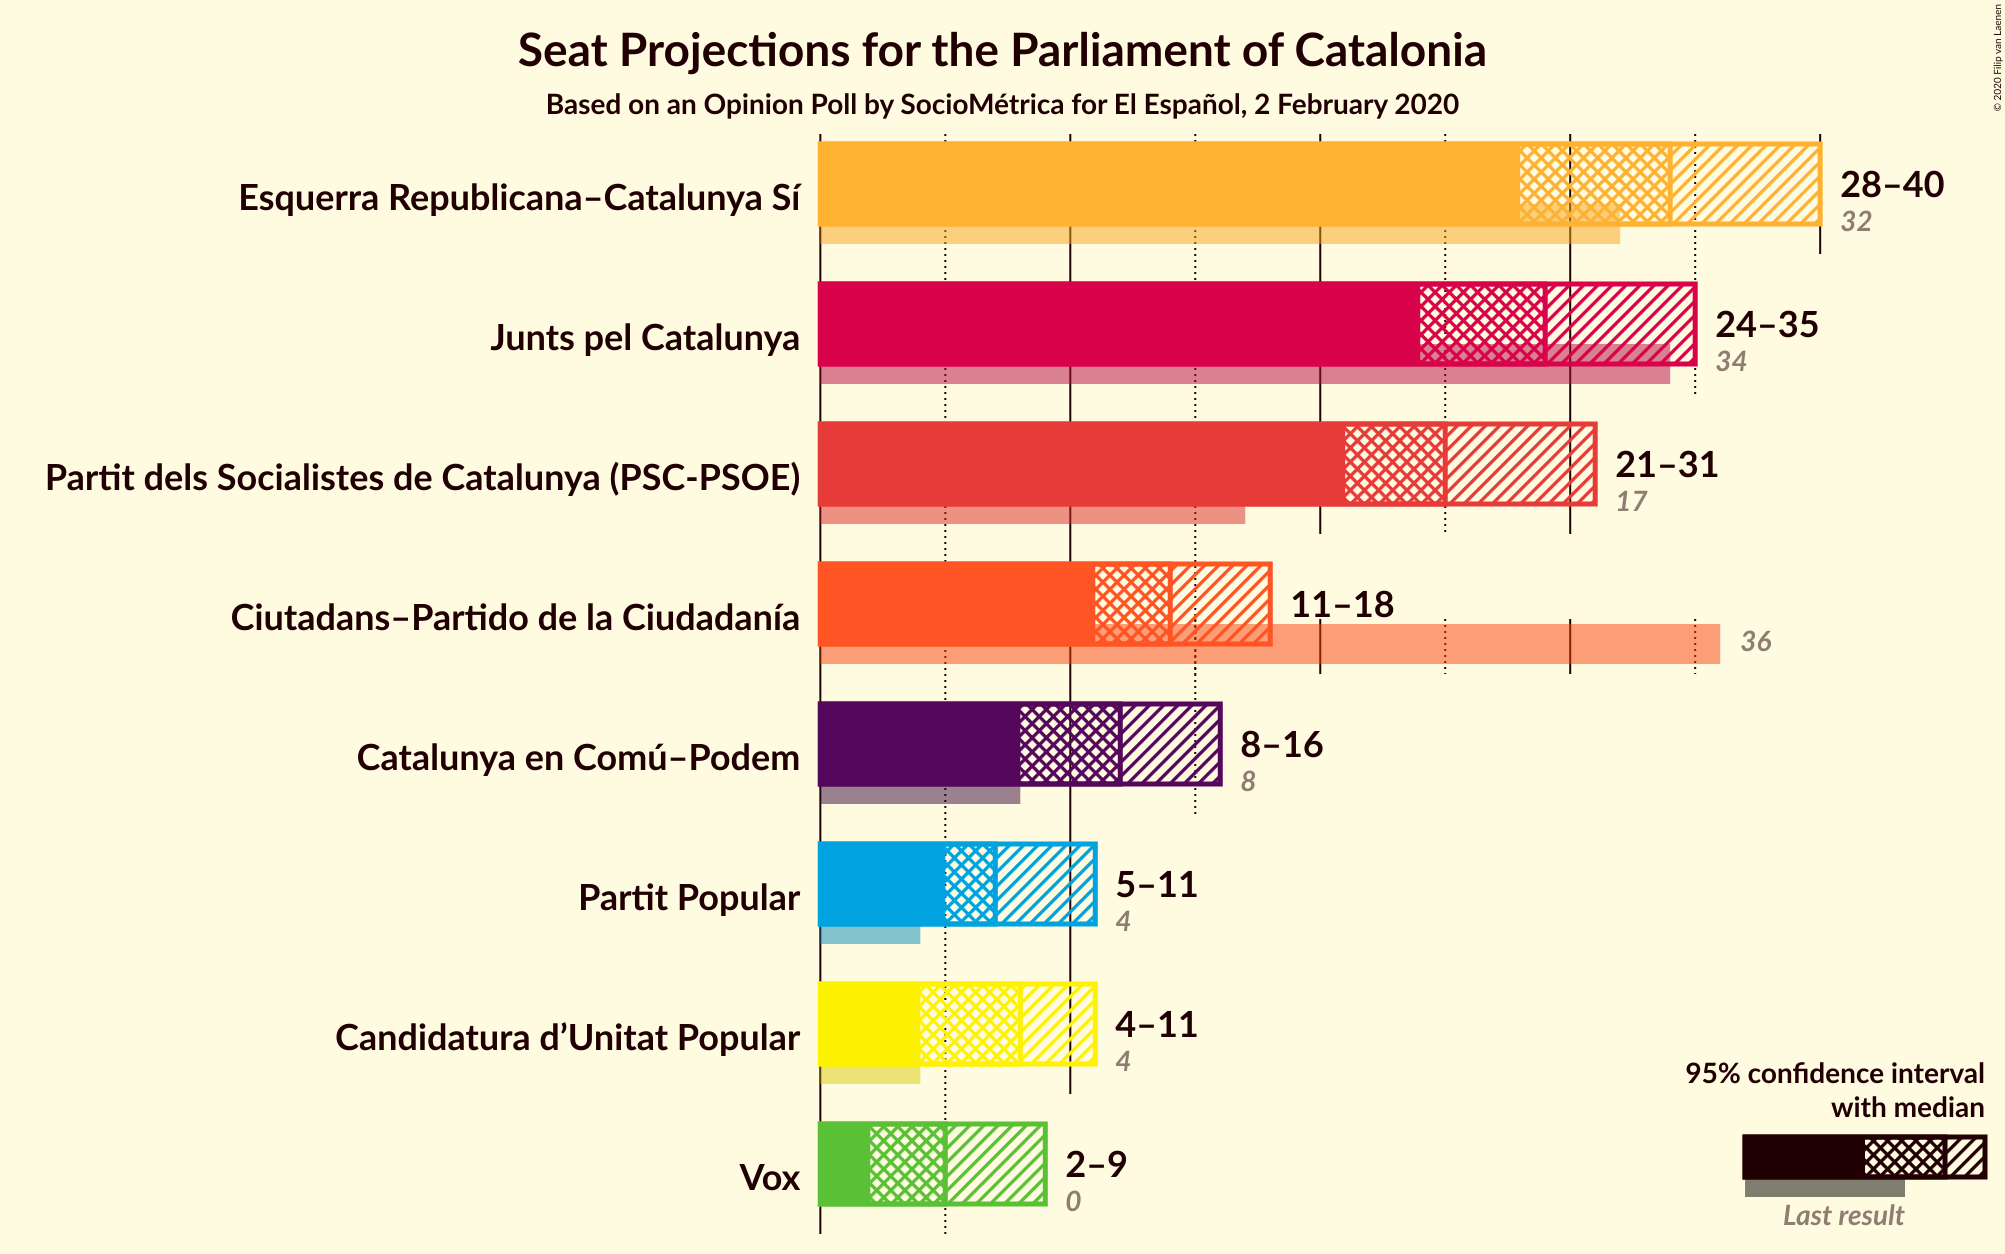 Seat Projections for the Parliament of Catalonia
Based on an Opinion Poll by SocioMétrica for El Español, 2 February 2020
© 2020 Filip van Laenen
Esquerra Republicana–Catalunya Sí
28–40
32
Junts pel Catalunya
24–35
34
Partit dels Socialistes de Catalunya (PSC-PSOE)
21–31
17
Ciutadans–Partido de la Ciudadanía
11–18
36
Catalunya en Comú–Podem
8–16
8
Partit Popular
5–11
4
Candidatura d’Unitat Popular
4–11
4
Vox
2–9
0
95% confidence interval
with median
Last result